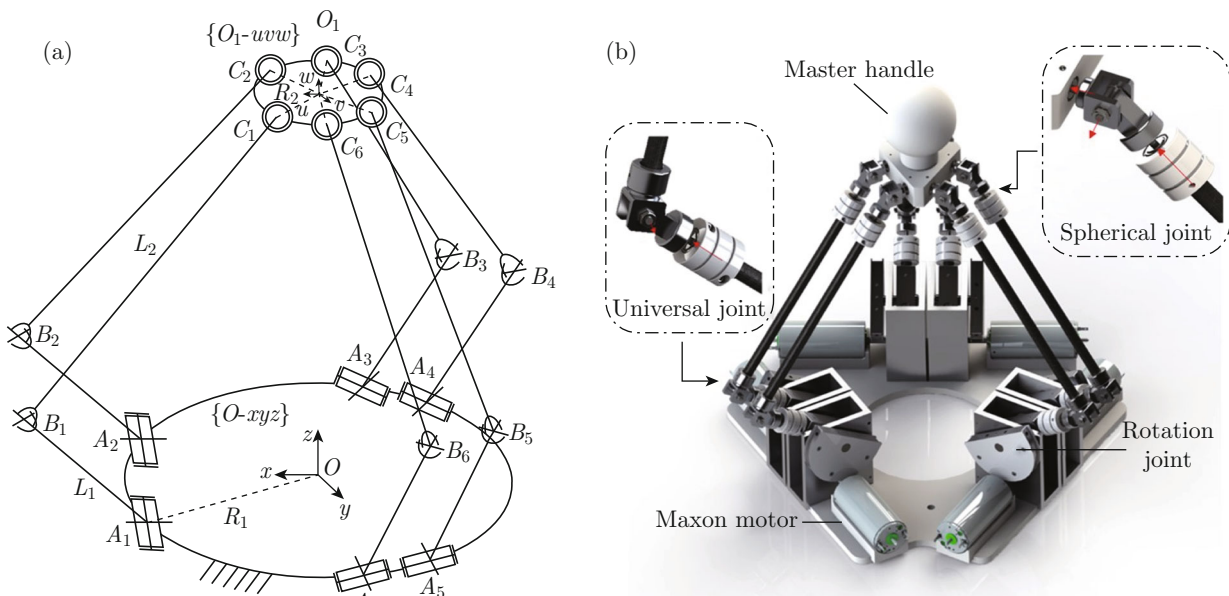 (a)
{O₁-uvw}
O₁
C₃
C₂
w
C₄
R₂
v
u
C₁
C₅
C₆
L₂
B₃
B₄
B₂
A₃
A₄
{O-xyz}
B₁
A₂
z
B₅
B₆
x
O
L₁
y
R₁
A₁
A₅
(b)
Master handle
Universal joint
Spherical joint
Rotation
joint
Maxon motor